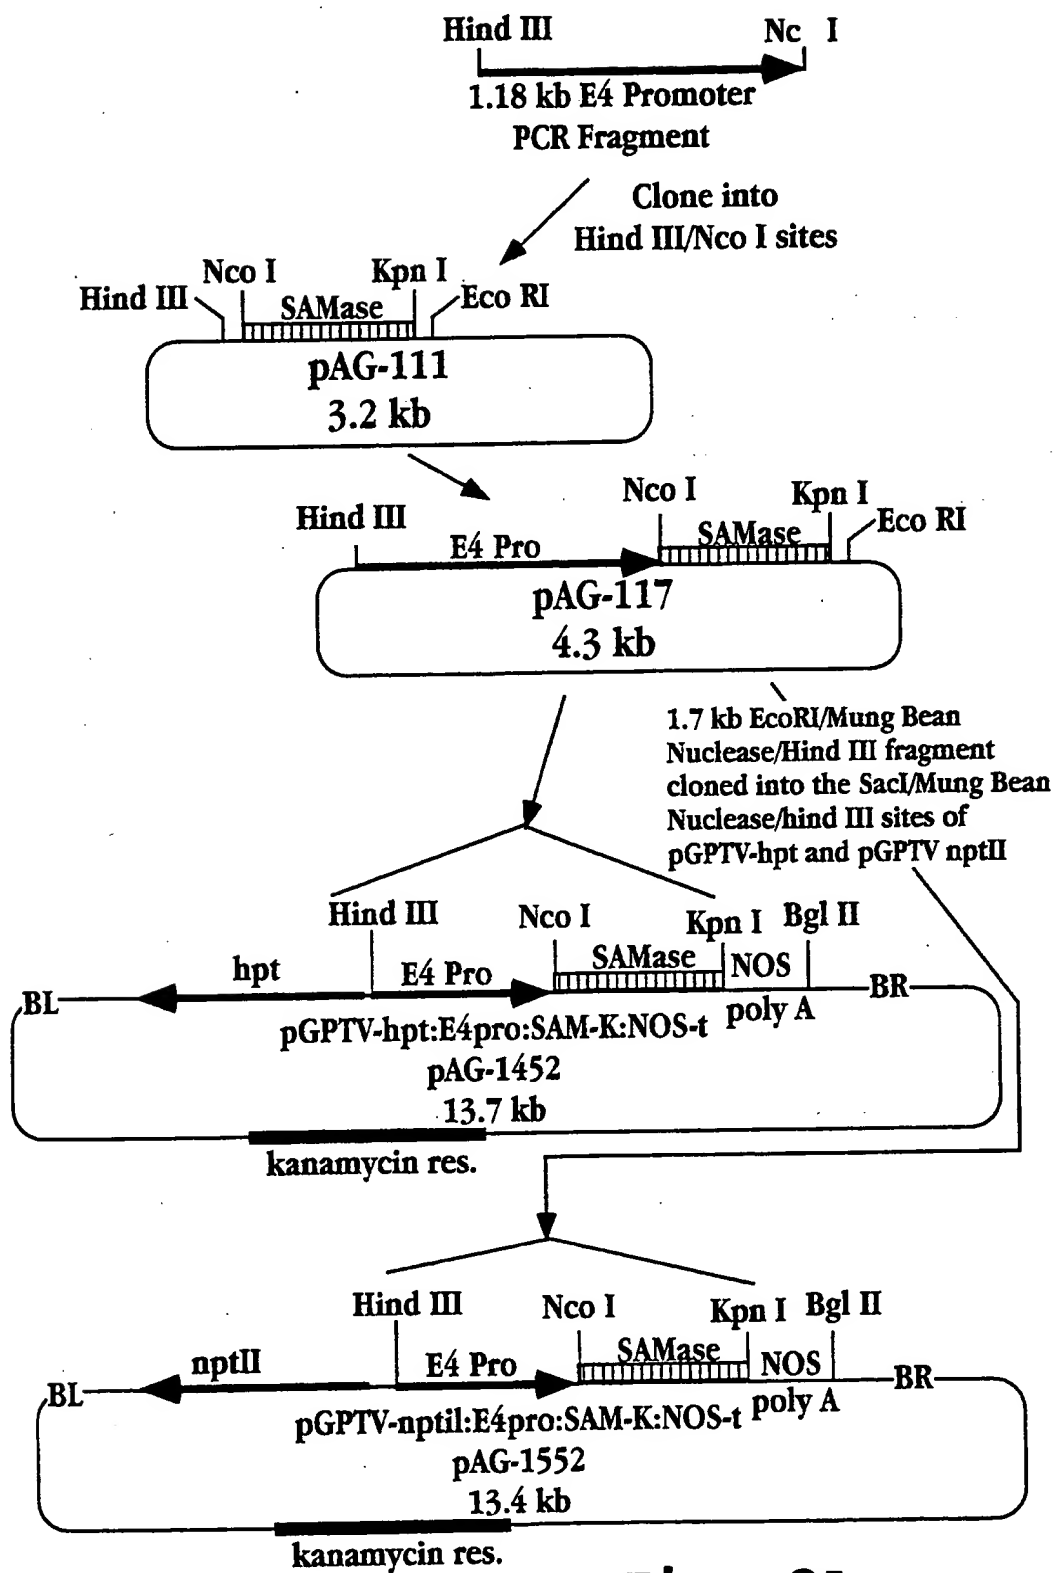 Hind III
Nc I
1.18 kb E4 Promoter
PCR Fragment
Clone into
Hind III/Nco I sites
Hind III
Nco I
SAMase
Kpn I
Eco RI
pAG-111
3.2 kb
Hind III
E4 Pro
Nco I
SAMase
Kpn I
Eco RI
pAG-117
4.3 kb
1.7 kb EcoRI/Mung Bean
Nuclease/Hind III fragment
cloned into the SacI/Mung Bean
Nuclease/hind III sites of
pGPTV-hpt and pGPTV nptII
Hind III
Nco I
Kpn I
Bgl II
BL
hpt
E4 Pro
SAMase
NOS
poly A
BR
pGPTV-hpt:E4pro:SAM-K:NOS-t
pAG-1452
13.7 kb
kanamycin res.
Hind III
Nco I
Kpn I
Bgl II
BL
nptII
E4 Pro
SAMase
NOS
poly A
BR
pGPTV-nptil:E4pro:SAM-K:NOS-t
pAG-1552
13.4 kb
kanamycin res.